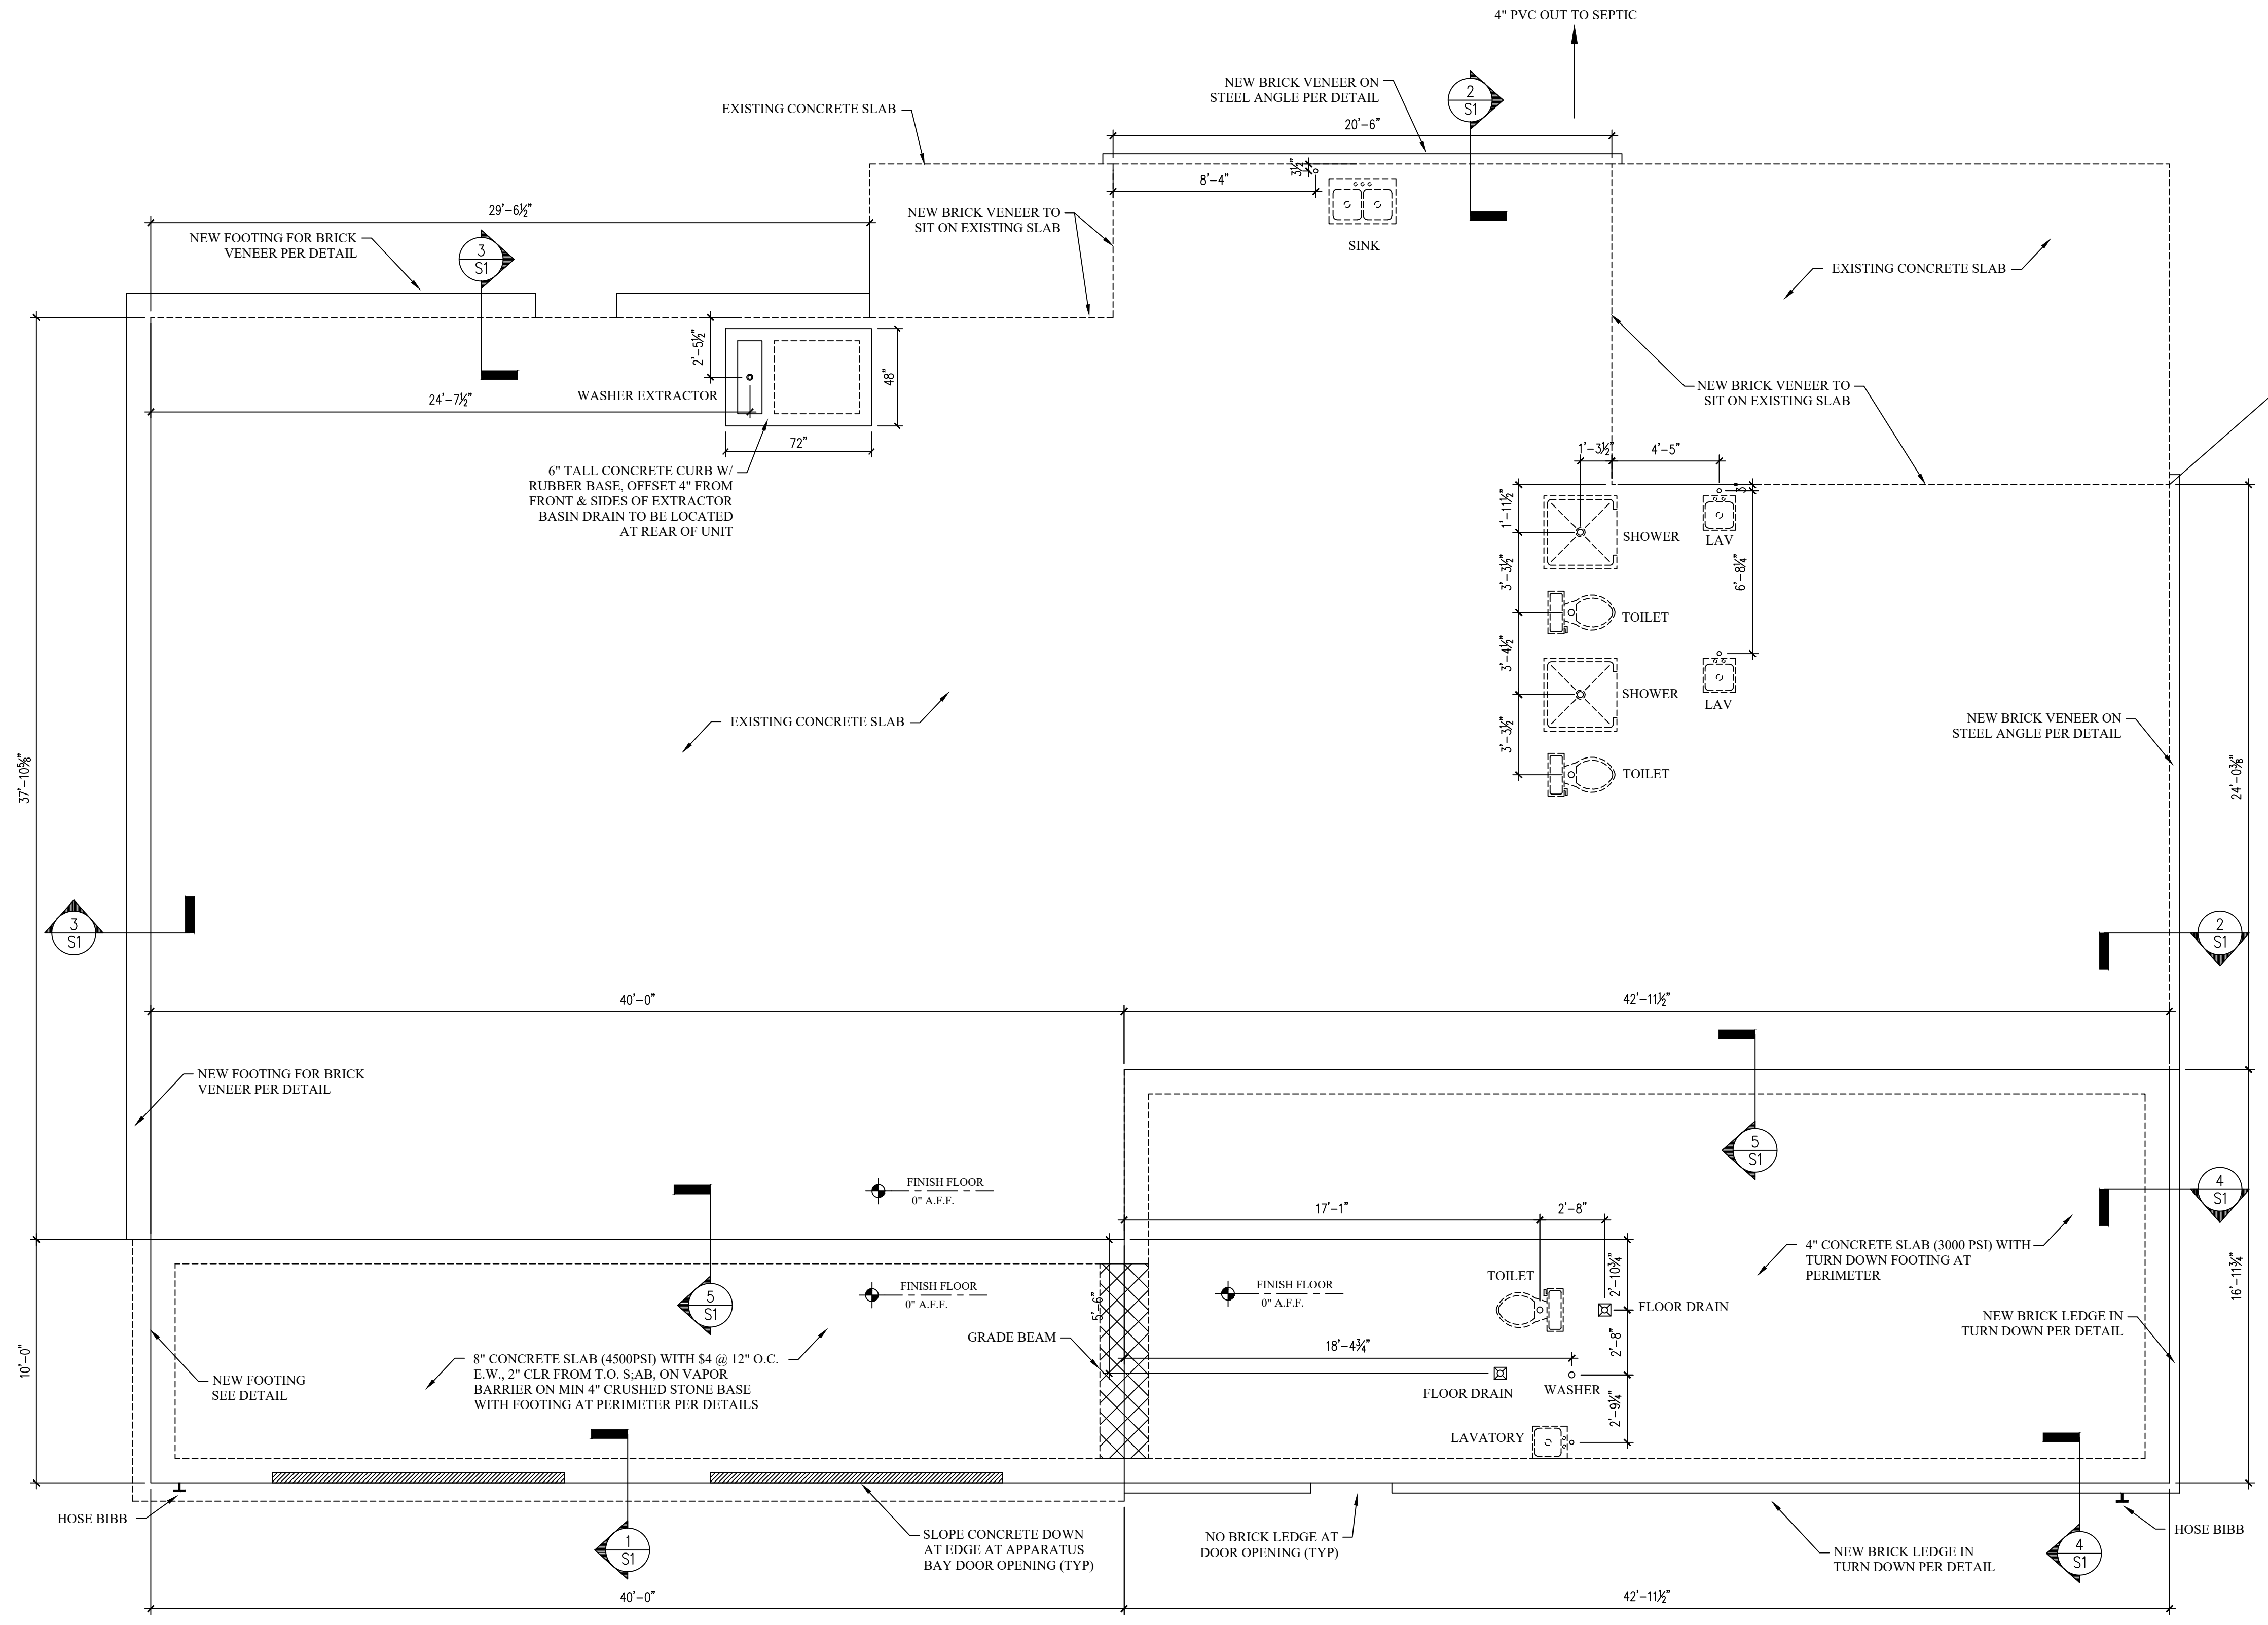 4" PVC OUT TO SEPTIC
NEW BRICK VENEER ON
STEEL ANGLE PER DETAIL
2
S1
EXISTING CONCRETE SLAB
20'-6"
3½"
8'-4"
29'-6½"
NEW BRICK VENEER TO
SIT ON EXISTING SLAB
SINK
NEW FOOTING FOR BRICK
VENEER PER DETAIL
3
S1
EXISTING CONCRETE SLAB
2'-5½"
48"
WASHER EXTRACTOR
24'-7½"
72"
NEW BRICK VENEER TO
SIT ON EXISTING SLAB
6" TALL CONCRETE CURB W/
RUBBER BASE, OFFSET 4" FROM
FRONT & SIDES OF EXTRACTOR
BASIN DRAIN TO BE LOCATED
AT REAR OF UNIT
1'-3½"
4'-5"
3"
1'-11½"
SHOWER
LAV
3'-3½"
6'-8¼"
TOILET
3'-4½"
SHOWER
LAV
3'-3½"
TOILET
EXISTING CONCRETE SLAB
NEW BRICK VENEER ON
STEEL ANGLE PER DETAIL
37'-10⅝"
24'-0⅜"
3
S1
2
S1
40'-0"
42'-11½"
NEW FOOTING FOR BRICK
VENEER PER DETAIL
5
S1
FINISH FLOOR
0" A.F.F.
4
S1
17'-1"
2'-8"
4" CONCRETE SLAB (3000 PSI) WITH
TURN DOWN FOOTING AT
PERIMETER
TOILET
2'-10¾"
16'-11¾"
FINISH FLOOR
0" A.F.F.
FINISH FLOOR
0" A.F.F.
5
S1
5'-6"
FLOOR DRAIN
NEW BRICK LEDGE IN
TURN DOWN PER DETAIL
GRADE BEAM
18'-4¾"
2'-8"
10'-0"
8" CONCRETE SLAB (4500PSI) WITH $4 @ 12" O.C.
E.W., 2" CLR FROM T.O. S;AB, ON VAPOR
BARRIER ON MIN 4" CRUSHED STONE BASE
WITH FOOTING AT PERIMETER PER DETAILS
NEW FOOTING
SEE DETAIL
FLOOR DRAIN
WASHER
2'-9¼"
LAVATORY
HOSE BIBB
1
S1
SLOPE CONCRETE DOWN
AT EDGE AT APPARATUS
BAY DOOR OPENING (TYP)
NO BRICK LEDGE AT
DOOR OPENING (TYP)
NEW BRICK LEDGE IN
TURN DOWN PER DETAIL
4
S1
HOSE BIBB
40'-0"
42'-11½"